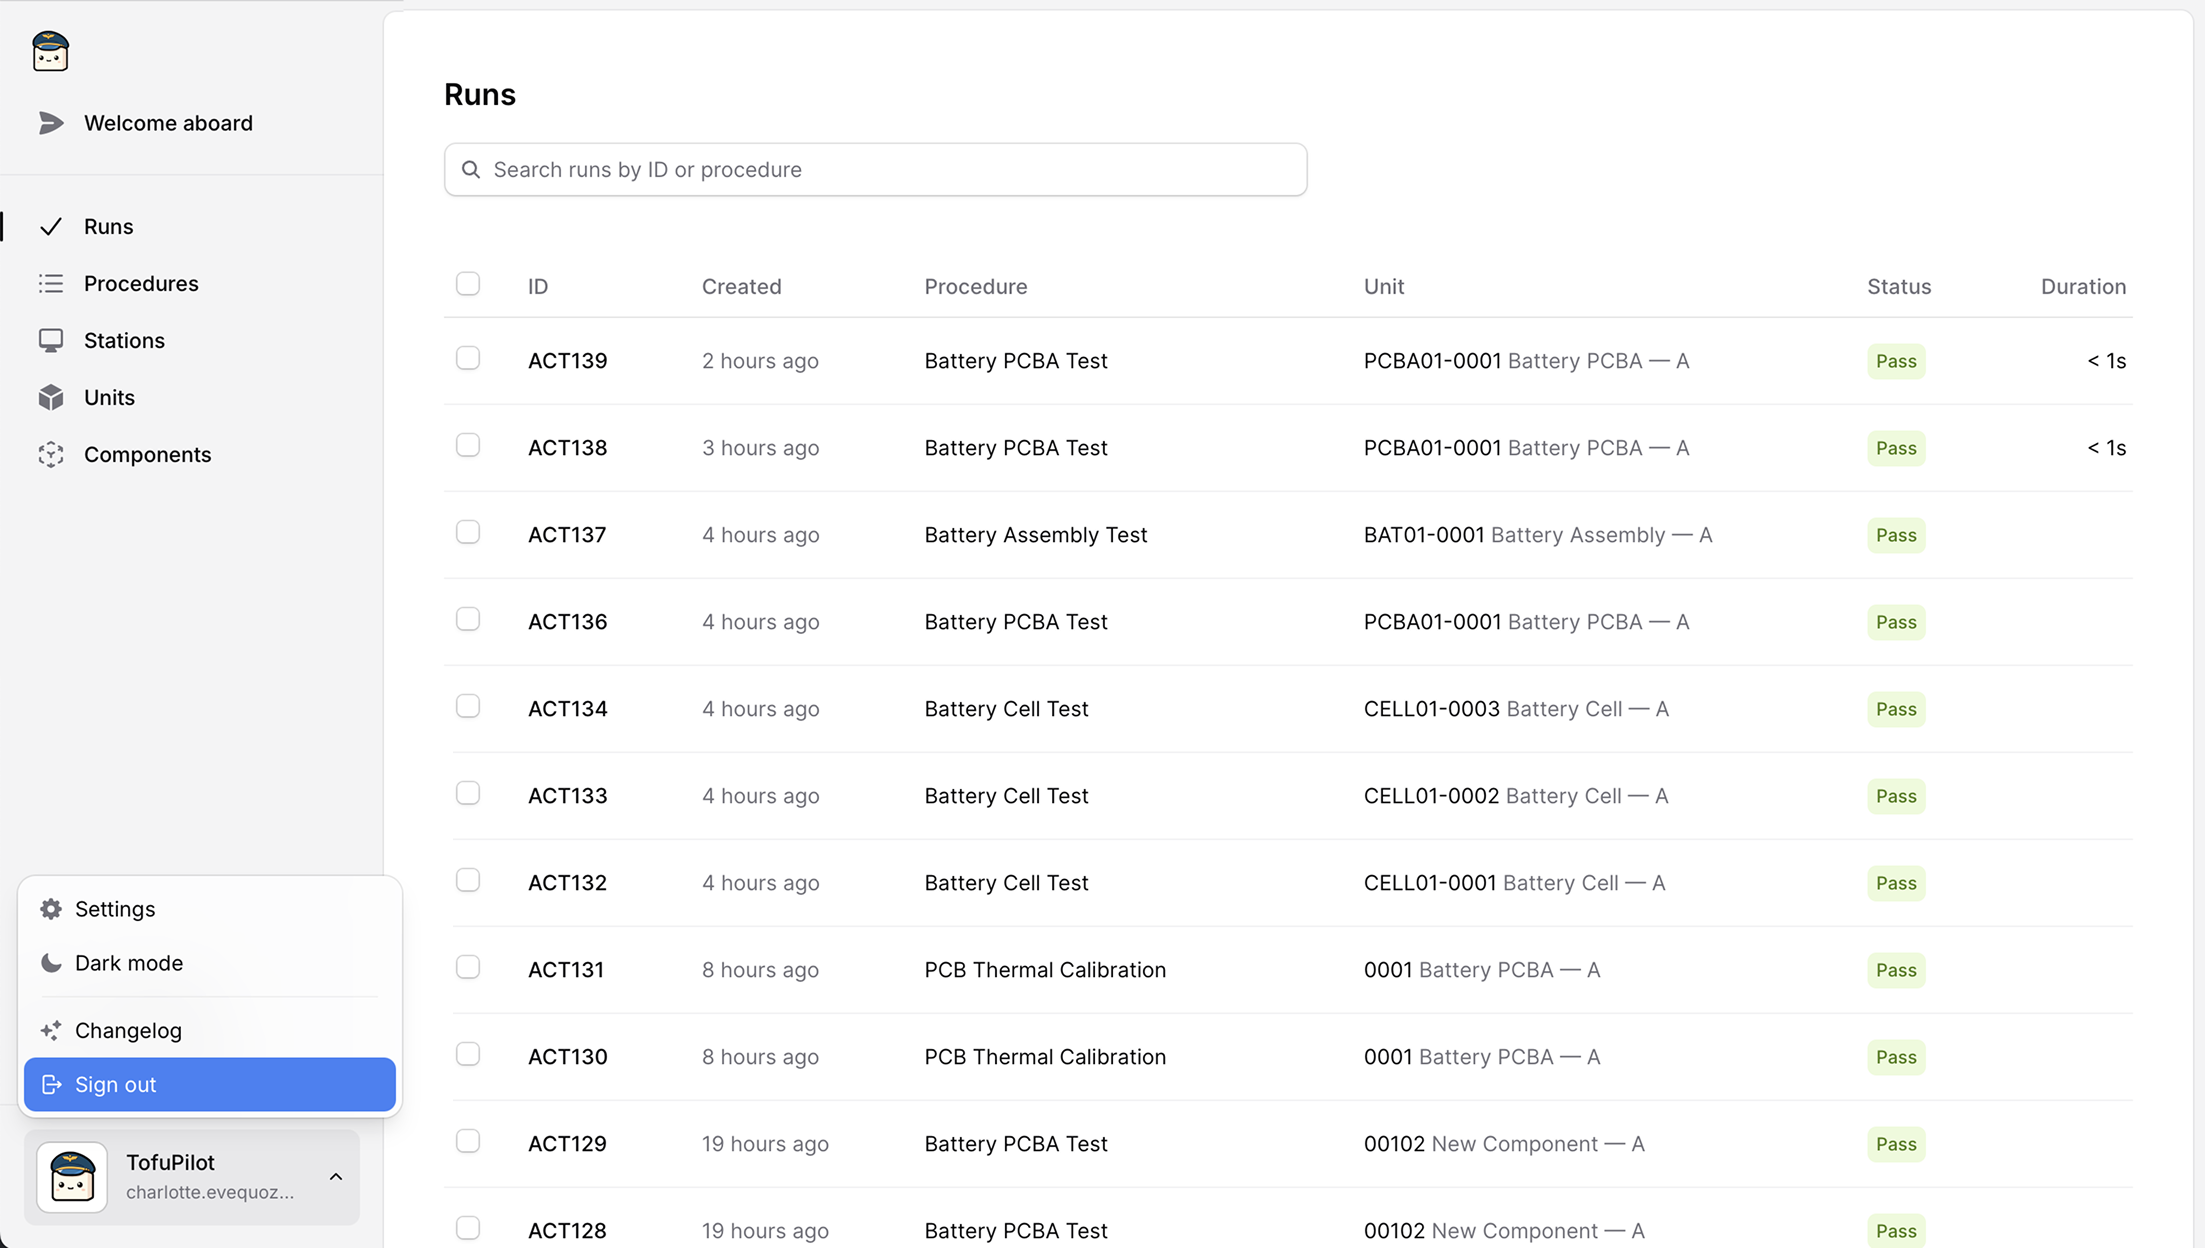 Welcome aboard
Runs
Procedures
Stations
Units
Components
Settings
Dark mode
Changelog
Sign out
TofuPilot
charlotte.evequoz...
Runs
Search runs by ID or procedure
ID Created Procedure Unit Status Duration
ACT139 2 hours ago Battery PCBA Test PCBA01-0001 Battery PCBA — A Pass < 1s
ACT138 3 hours ago Battery PCBA Test PCBA01-0001 Battery PCBA — A Pass < 1s
ACT137 4 hours ago Battery Assembly Test BAT01-0001 Battery Assembly — A Pass
ACT136 4 hours ago Battery PCBA Test PCBA01-0001 Battery PCBA — A Pass
ACT134 4 hours ago Battery Cell Test CELL01-0003 Battery Cell — A Pass
ACT133 4 hours ago Battery Cell Test CELL01-0002 Battery Cell — A Pass
ACT132 4 hours ago Battery Cell Test CELL01-0001 Battery Cell — A Pass
ACT131 8 hours ago PCB Thermal Calibration 0001 Battery PCBA — A Pass
ACT130 8 hours ago PCB Thermal Calibration 0001 Battery PCBA — A Pass
ACT129 19 hours ago Battery PCBA Test 00102 New Component — A Pass
ACT128 19 hours ago Battery PCBA Test 00102 New Component — A Pass